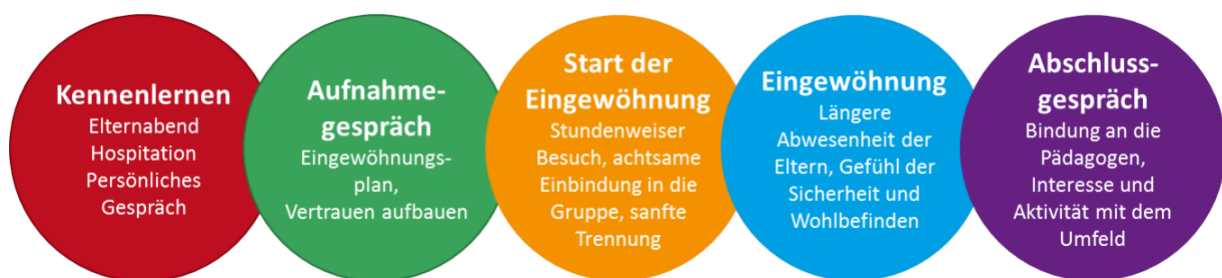 Kennenlernen
Elternabend
Hospitation
Persönliches
Gespräch
Aufnahme-
gespräch
Eingewöhnungs-
plan,
Vertrauen aufbauen
Start der
Eingewöhnung
Stundenweiser
Besuch, achtsame
Einbindung in die
Gruppe, sanfte
Trennung
Eingewöhnung
Längere
Abwesenheit der
Eltern, Gefühl der
Sicherheit und
Wohlbefinden
Abschluss-
gespräch
Bindung an die
Pädagogen,
Interesse und
Aktivität mit dem
Umfeld